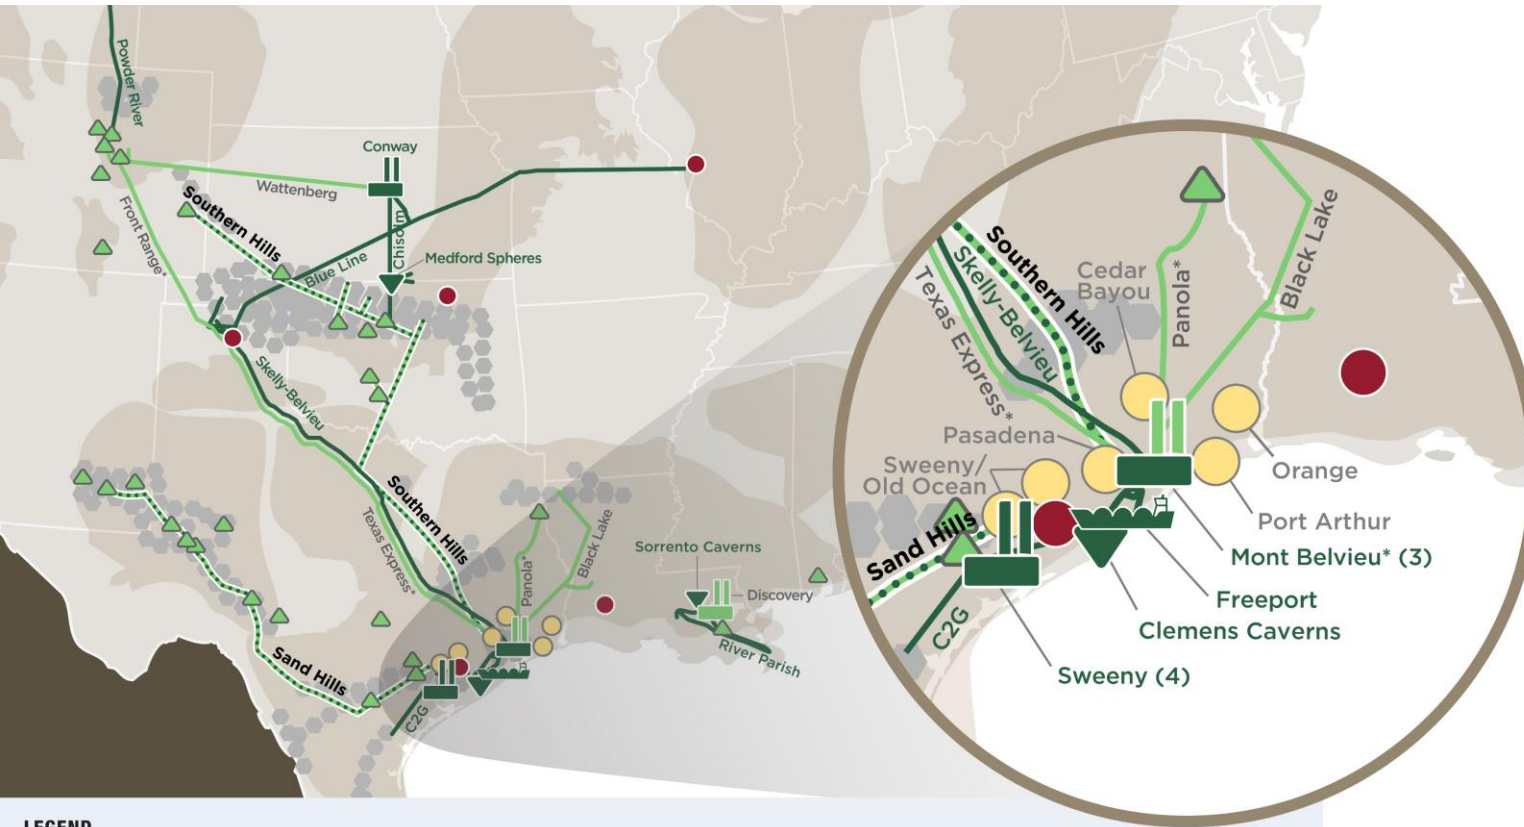 Powder River
Conway
Wattenberg
Southern Hills
Front Range*
Chisolm
Blue Line
Medford Spheres
Skelly-Belvieu
Southern Hills
Texas Express*
Panola*
Black Lake
Sorrento Caverns
Discovery
River Parish
Sand Hills
C2G
Southern Hills
Skelly-Belvieu
Texas Express*
Cedar
Bayou
Panola*
Black Lake
Pasadena
Sweeny/
Old Ocean
Orange
Port Arthur
Mont Belvieu* (3)
Sand Hills
Freeport
Clemens Caverns
C2G
Sweeny (4)
LEGEND